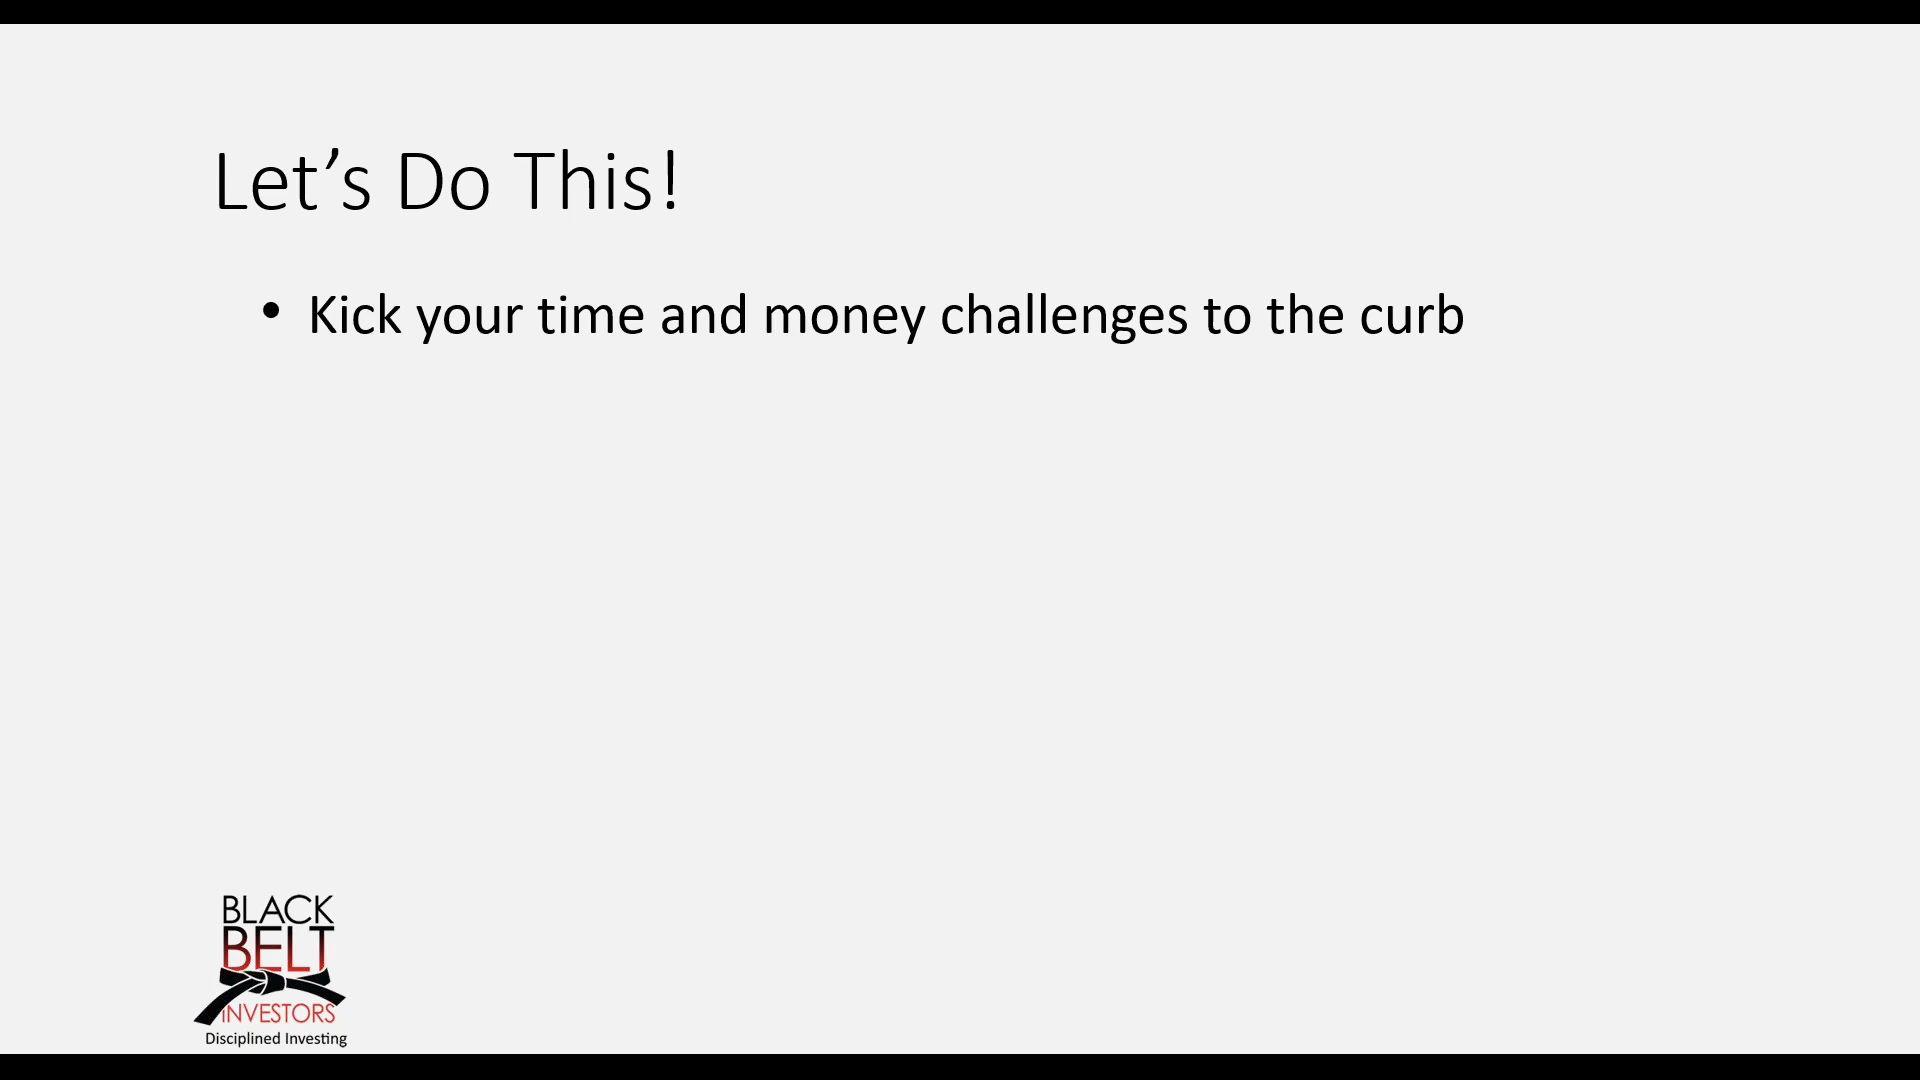 Let’s Do This!
• Kick your time and money challenges to the curb
BLACK
BELT
INVESTORS
Disciplined Investing